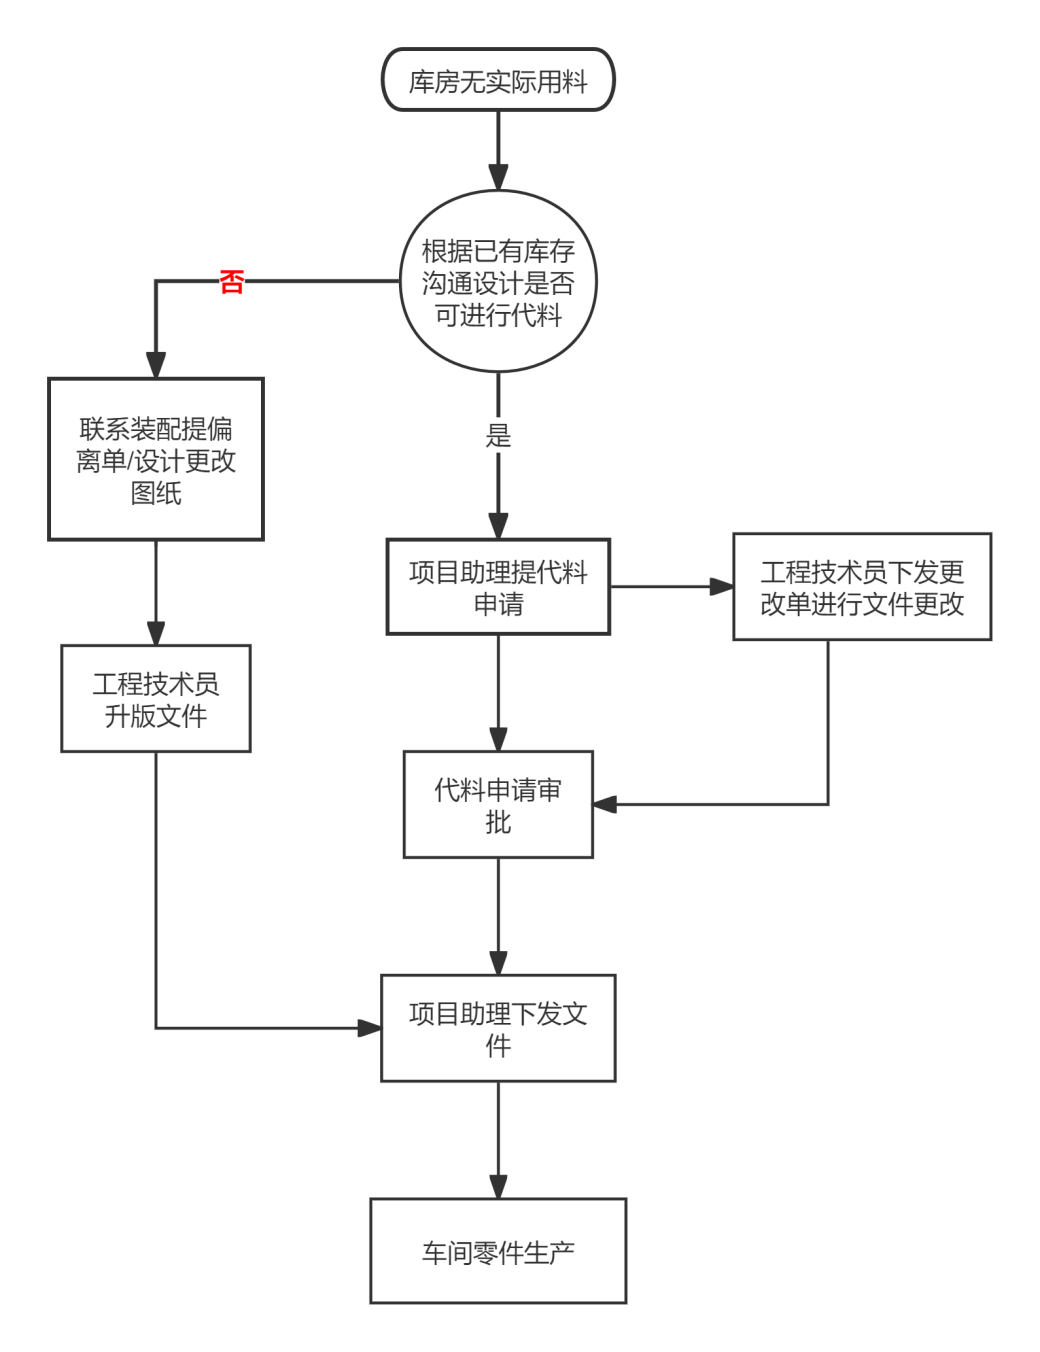 库房无实际用料
根据已有库存
沟通设计是否
可进行代料
否
联系装配提偏
离单/设计更改
图纸
是
项目助理提代料
申请
工程技术员下发更
改单进行文件更改
工程技术员
升版文件
代料申请审
批
项目助理下发文
件
车间零件生产